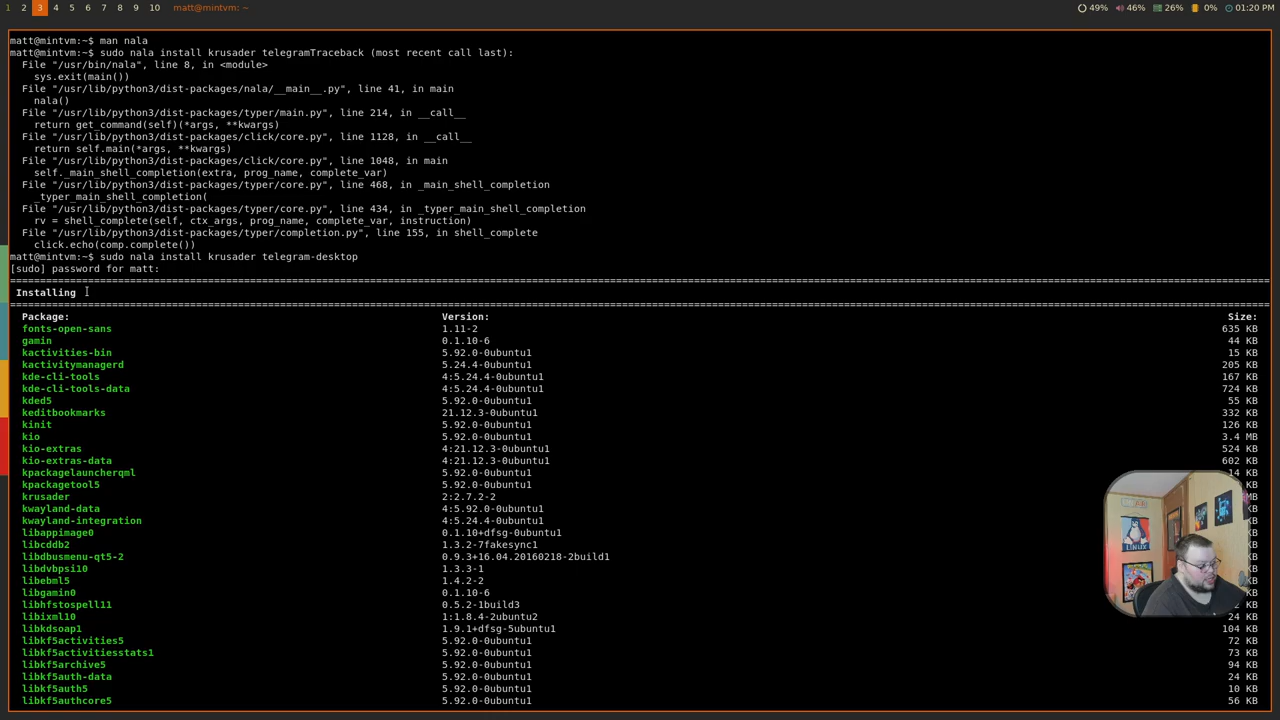 1 2 3 4 5 6 7 8 9 10 matt@mintvm: ~ 49% 46% 26% 0% 01:20 PM
matt@mintvm:~$ man nala
matt@mintvm:~$ sudo nala install krusader telegramTraceback (most recent call last):
File "/usr/bin/nala", line 8, in <module>
sys.exit(main())
File "/usr/lib/python3/dist-packages/nala/__main__.py", line 41, in main
nala()
File "/usr/lib/python3/dist-packages/typer/main.py", line 214, in __call__
return get_command(self)(*args, **kwargs)
File "/usr/lib/python3/dist-packages/click/core.py", line 1128, in __call__
return self.main(*args, **kwargs)
File "/usr/lib/python3/dist-packages/click/core.py", line 1048, in main
self._main_shell_completion(extra, prog_name, complete_var)
File "/usr/lib/python3/dist-packages/typer/core.py", line 468, in _main_shell_completion
_typer_main_shell_completion(
File "/usr/lib/python3/dist-packages/typer/core.py", line 434, in _typer_main_shell_completion
rv = shell_complete(self, ctx_args, prog_name, complete_var, instruction)
File "/usr/lib/python3/dist-packages/typer/completion.py", line 155, in shell_complete
click.echo(comp.complete())
matt@mintvm:~$ sudo nala install krusader telegram-desktop
[sudo] password for matt:
Installing
Package: Version: Size:
fonts-open-sans 1.11-2 635 KB
gamin 0.1.10-6 44 KB
kactivities-bin 5.92.0-0ubuntu1 15 KB
kactivitymanagerd 5.24.4-0ubuntu1 205 KB
kde-cli-tools 4:5.24.4-0ubuntu1 167 KB
kde-cli-tools-data 4:5.24.4-0ubuntu1 724 KB
kded5 5.92.0-0ubuntu1 55 KB
keditbookmarks 21.12.3-0ubuntu1 332 KB
kinit 5.92.0-0ubuntu1 126 KB
kio 5.92.0-0ubuntu1 3.4 MB
kio-extras 4:21.12.3-0ubuntu1 524 KB
kio-extras-data 4:21.12.3-0ubuntu1 602 KB
kpackagelauncherqml 5.92.0-0ubuntu1 14 KB
kpackagetool5 5.92.0-0ubuntu1 KB
krusader 2:2.7.2-2 MB
kwayland-data 4:5.92.0-0ubuntu1 KB
kwayland-integration 4:5.24.4-0ubuntu1 KB
libappimage0 0.1.10+dfsg-0ubuntu1 KB
libcddb2 1.3.2-7fakesync1 KB
libdbusmenu-qt5-2 0.9.3+16.04.20160218-2build1 KB
libdvbpsi10 1.3.3-1 KB
libebml5 1.4.2-2 KB
libgamin0 0.1.10-6 KB
libhfstospell11 0.5.2-1build3 KB
libixml10 1:1.8.4-2ubuntu2 24 KB
libkdsoap1 1.9.1+dfsg-5ubuntu1 104 KB
libkf5activities5 5.92.0-0ubuntu1 72 KB
libkf5activitiesstats1 5.92.0-0ubuntu1 73 KB
libkf5archive5 5.92.0-0ubuntu1 94 KB
libkf5auth-data 5.92.0-0ubuntu1 24 KB
libkf5auth5 5.92.0-0ubuntu1 10 KB
libkf5authcore5 5.92.0-0ubuntu1 56 KB
LINUX